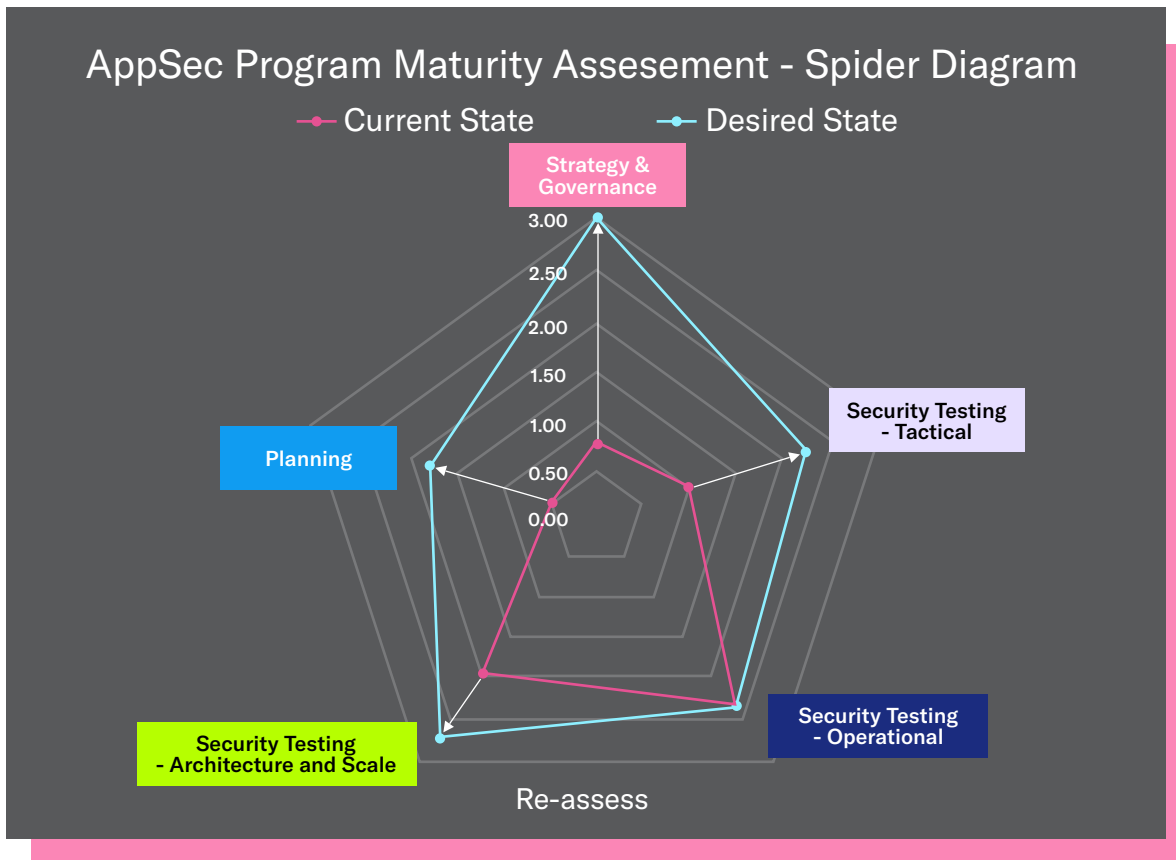 AppSec Program Maturity Assesement - Spider Diagram
Current State
Desired State
Strategy &
Governance
3.00
2.50
2.00
1.50
1.00
0.50
0.00
Security Testing
- Tactical
Planning
Security Testing
- Operational
Security Testing
- Architecture and Scale
Re-assess